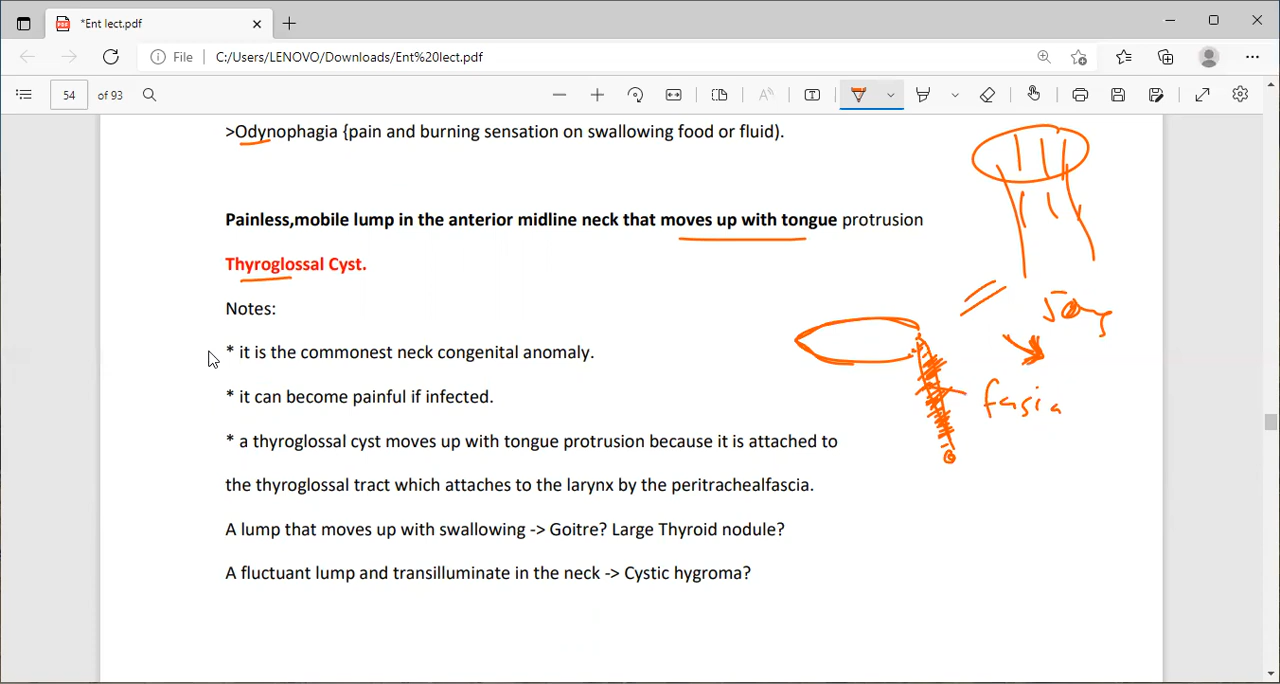 *Ent lect.pdf
File C:/Users/LENOVO/Downloads/Ent%20lect.pdf
54 of 93
>Odynophagia {pain and burning sensation on swallowing food or fluid).
Painless,mobile lump in the anterior midline neck that moves up with tongue protrusion
Thyroglossal Cyst.
Notes:
* it is the commonest neck congenital anomaly.
fasia
* it can become painful if infected.
* a thyroglossal cyst moves up with tongue protrusion because it is attached to
the thyroglossal tract which attaches to the larynx by the peritrachealfascia.
A lump that moves up with swallowing -> Goitre? Large Thyroid nodule?
A fluctuant lump and transilluminate in the neck -> Cystic hygroma?